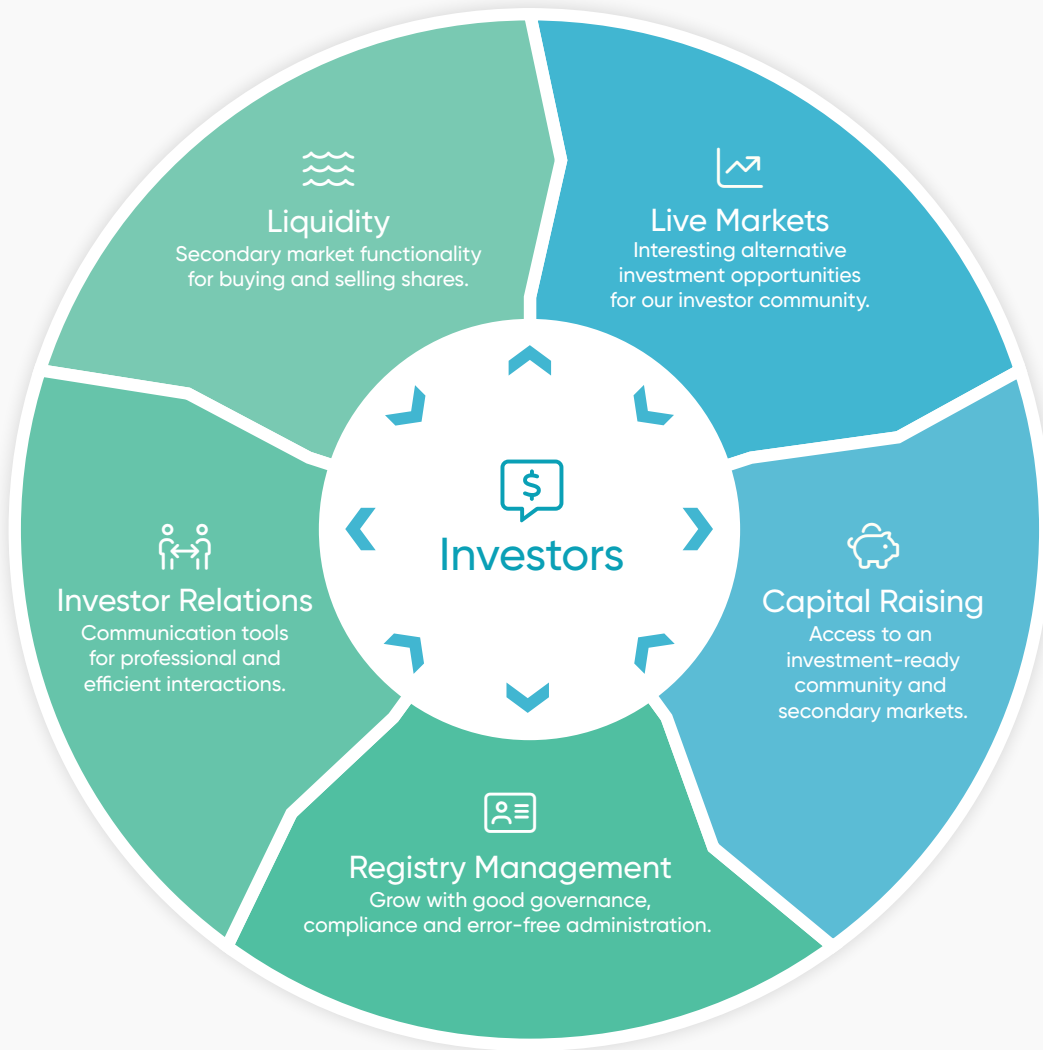 Liquidity
Secondary market functionality
for buying and selling shares.
Live Markets
Interesting alternative
investment opportunities
for our investor community.
$
Investors
Investor Relations
Communication tools
for professional and
efficient interactions.
Capital Raising
Access to an
investment-ready
community and
secondary markets.
Registry Management
Grow with good governance,
compliance and error-free administration.